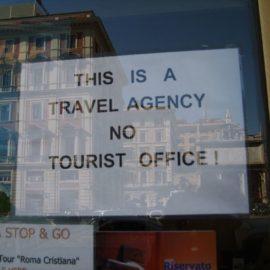 THIS IS A
TRAVEL AGENCY
NO
TOURIST OFFICE !
STOP & GO
Tour "Roma Cristiana"
Riservato